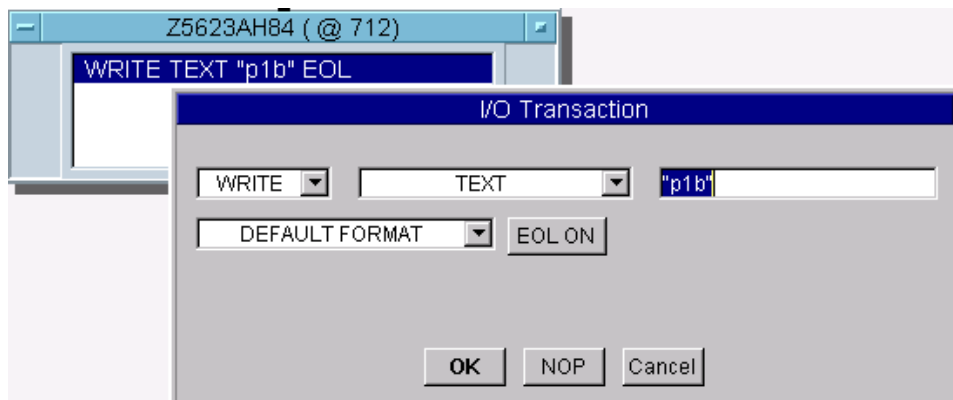 Z5623AH84 ( @ 712)
WRITE TEXT "p1b" EOL
I/O Transaction
WRITE TEXT "p1b"
DEFAULT FORMAT EOL ON
OK NOP Cancel